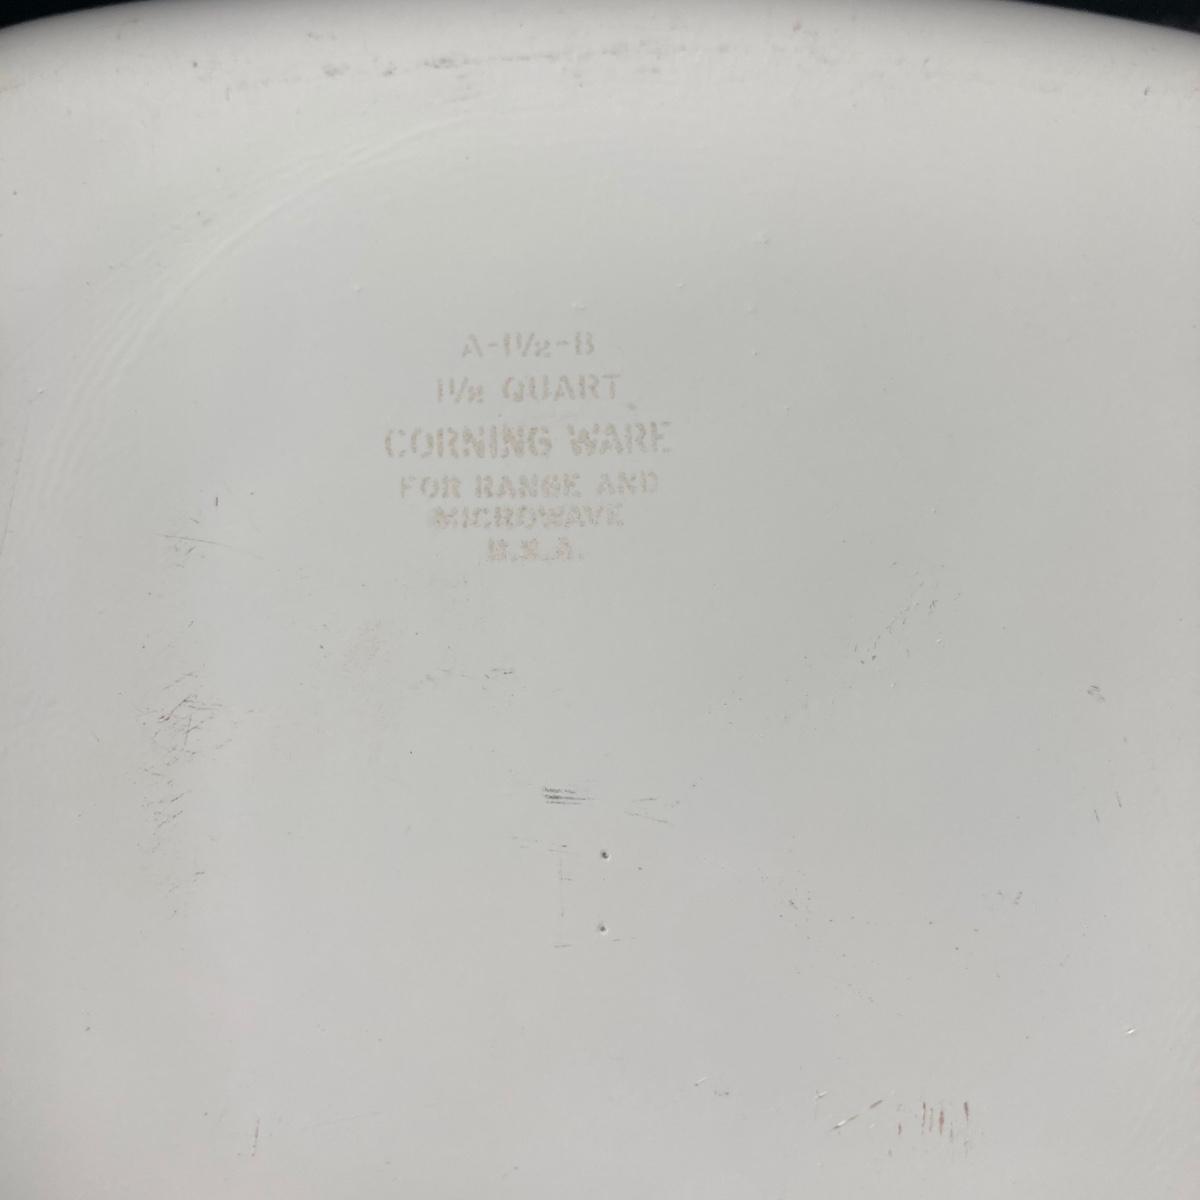 A-1½-B
1½ QUART
CORNING WARE
FOR RANGE AND
MICROWAVE
U.S.A.